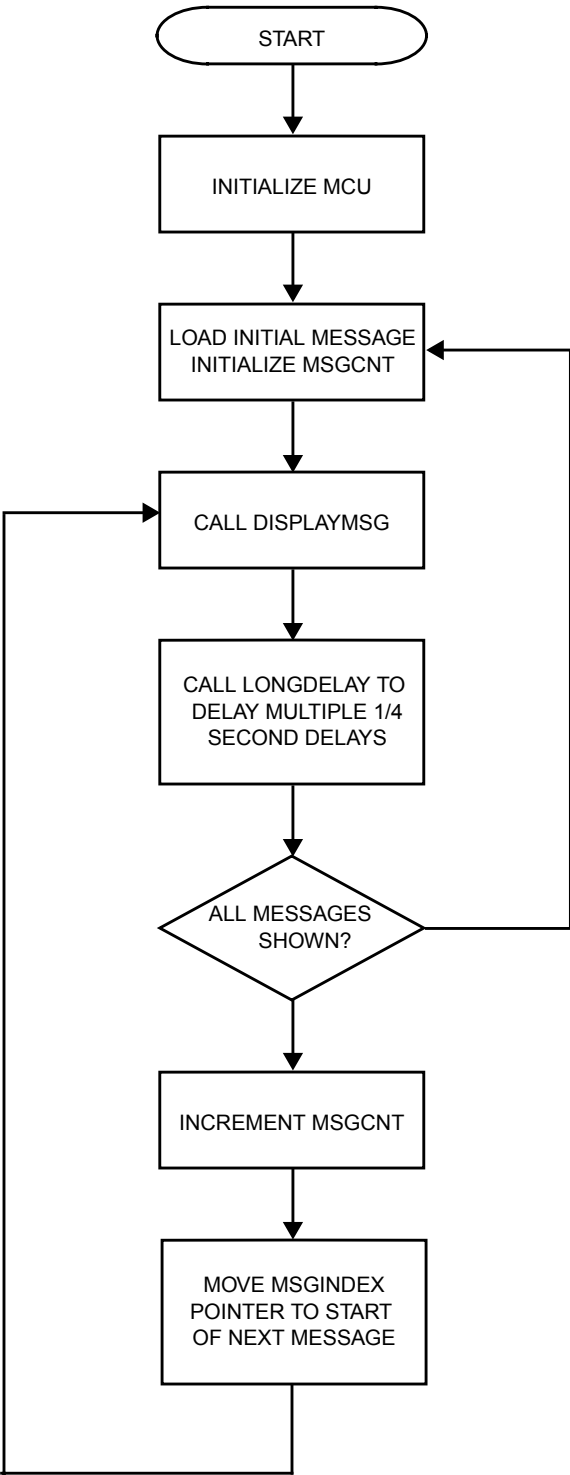 START
INITIALIZE MCU
LOAD INITIAL MESSAGE
INITIALIZE MSGCNT
CALL DISPLAYMSG
CALL LONGDELAY TO
DELAY MULTIPLE 1/4
SECOND DELAYS
ALL MESSAGES
SHOWN?
INCREMENT MSGCNT
MOVE MSGINDEX
POINTER TO START
OF NEXT MESSAGE